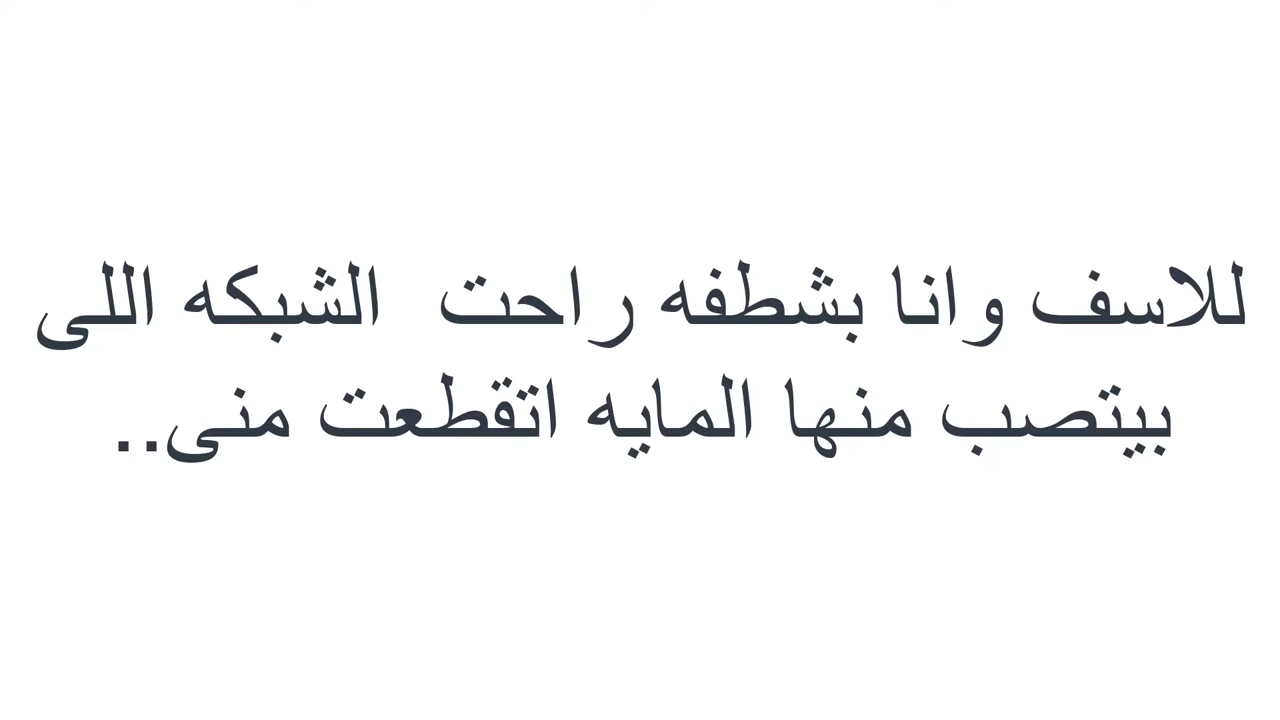 للاسف وانا بشطفه راحت الشبكه اللى
بيتصب منها المايه اتقطعت منى..